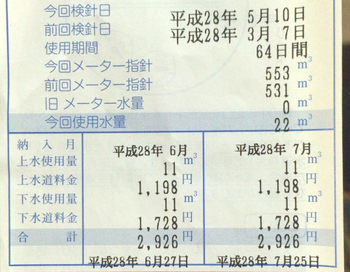 今回検針日 平成28年 5月10日
前回検針日 平成28年 3月 7日
使用期間 64日間
今回メーター指針 553 m³
前回メーター指針 531 m³
旧メーター水量 0 m³
今回使用水量 22 m³
納入月 平成28年 6月 平成28年 7月
上水使用量 11 m³ 11 m³
上水道料金 1,198 円 1,198 円
下水使用量 11 m³ 11 m³
下水道料金 1,728 円 1,728 円
合計 2,926 円 2,926 円
平成28年 6月27日 平成28年 7月25日